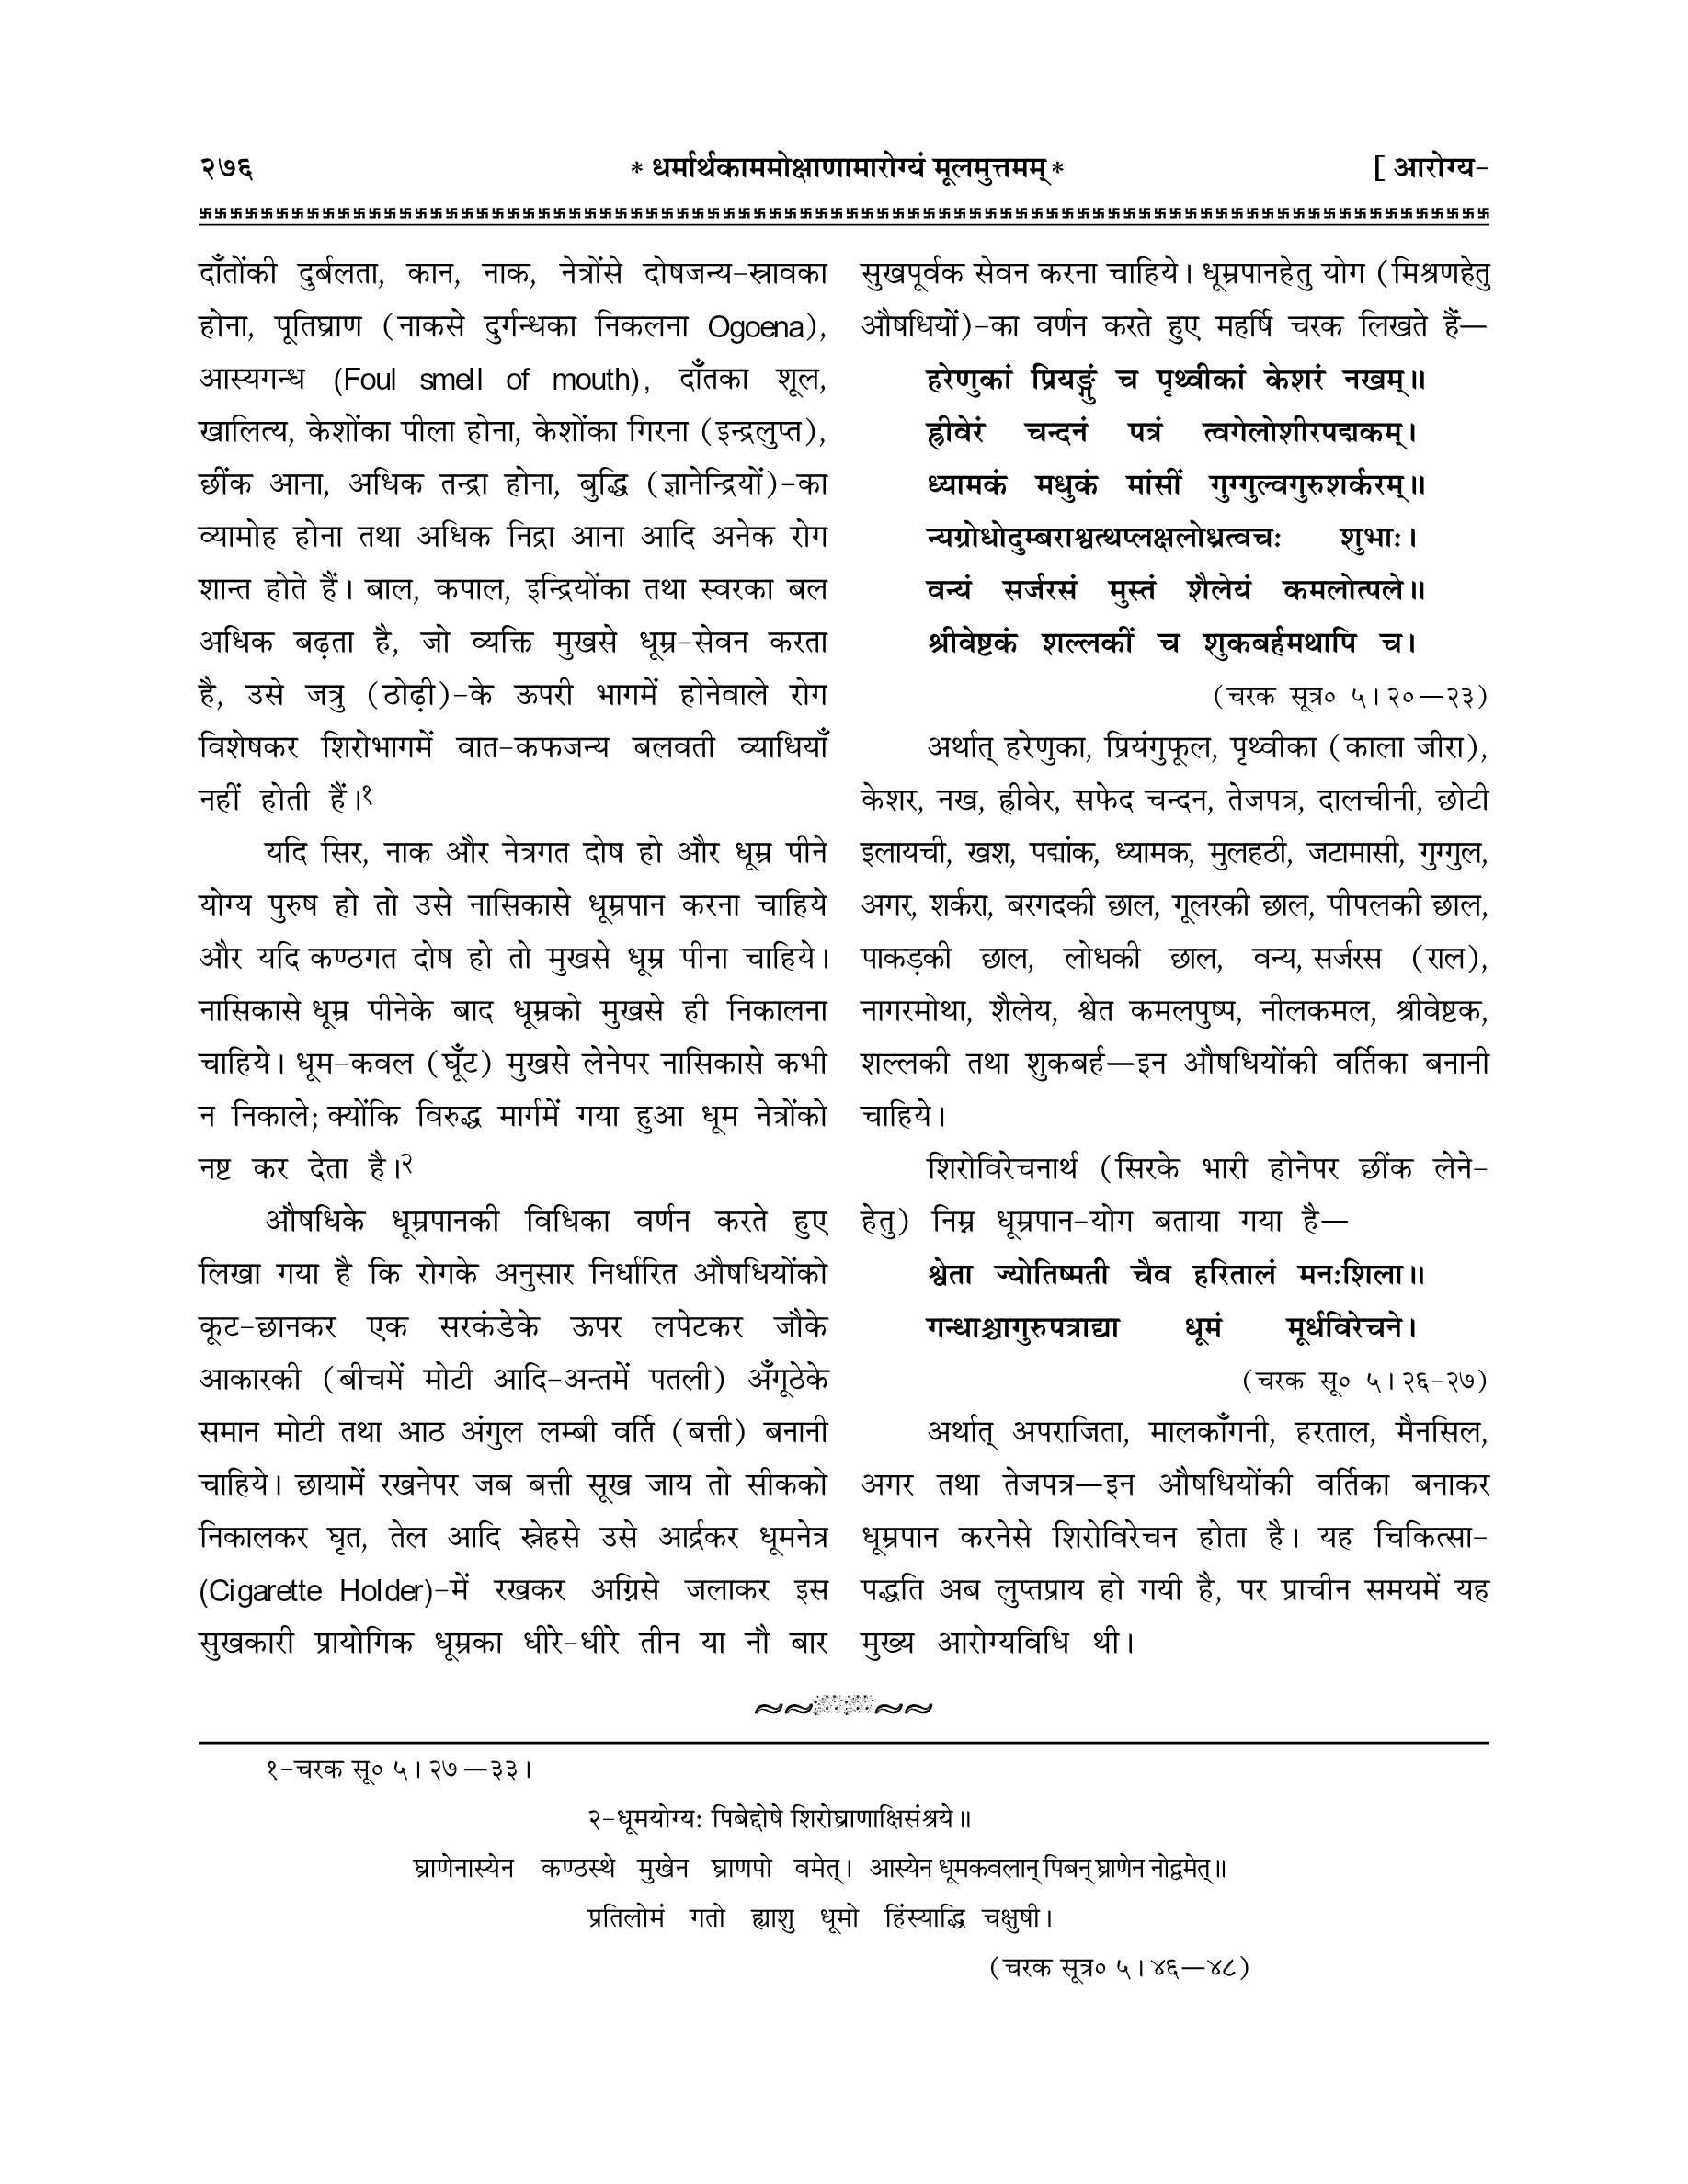 २७६ * धर्मार्थकाममोक्षाणामारोग्यं मूलमुत्तमम् * [ आरोग्य-
दाँतोंकी दुर्बलता, कान, नाक, नेत्रोंसे दोषजन्य-स्रावका
होना, पूतिघ्राण (नाकसे दुर्गन्धका निकलना Ogoena),
आस्यगन्ध (Foul smell of mouth), दाँतका शूल,
खालित्य, केशोंका पीला होना, केशोंका गिरना (इन्द्रलुप्त),
छींक आना, अधिक तन्द्रा होना, बुद्धि (ज्ञानेन्द्रियों)-का
व्यामोह होना तथा अधिक निद्रा आना आदि अनेक रोग
शान्त होते हैं। बाल, कपाल, इन्द्रियोंका तथा स्वरका बल
अधिक बढ़ता है, जो व्यक्ति मुखसे धूम्र-सेवन करता
है, उसे जत्रु (ठोढ़ी)-के ऊपरी भागमें होनेवाले रोग
विशेषकर शिरोभागमें वात-कफजन्य बलवती व्याधियाँ
नहीं होती हैं।१
यदि सिर, नाक और नेत्रगत दोष हो और धूम्र पीने
योग्य पुरुष हो तो उसे नासिकासे धूम्रपान करना चाहिये
और यदि कण्ठगत दोष हो तो मुखसे धूम्र पीना चाहिये।
नासिकासे धूम्र पीनेके बाद धूम्रको मुखसे ही निकालना
चाहिये। धूम-कवल (घूँट) मुखसे लेनेपर नासिकासे कभी
न निकाले; क्योंकि विरुद्ध मार्गमें गया हुआ धूम नेत्रोंको
नष्ट कर देता है।२
औषधिके धूम्रपानकी विधिका वर्णन करते हुए
लिखा गया है कि रोगके अनुसार निर्धारित औषधियोंको
कूट-छानकर एक सरकंडेके ऊपर लपेटकर जौके
आकारकी (बीचमें मोटी आदि-अन्तमें पतली) अँगूठेके
समान मोटी तथा आठ अंगुल लम्बी वर्ति (बत्ती) बनानी
चाहिये। छायामें रखनेपर जब बत्ती सूख जाय तो सीकको
निकालकर घृत, तेल आदि स्नेहसे उसे आर्द्रकर धूमनेत्र
(Cigarette Holder)-में रखकर अग्निसे जलाकर इस
सुखकारी प्रायोगिक धूम्रका धीरे-धीरे तीन या नौ बार
सुखपूर्वक सेवन करना चाहिये। धूम्रपानहेतु योग (मिश्रणहेतु
औषधियों)-का वर्णन करते हुए महर्षि चरक लिखते हैं—
हरेणुकां प्रियङ्गुं च पृथ्वीकां केशरं नखम्॥
ह्रीवेरं चन्दनं पत्रं त्वगेलोशीरपद्मकम्।
ध्यामकं मधुकं मांसीं गुग्गुल्वगुरुशर्करम्॥
न्यग्रोधोदुम्बराश्वत्थप्लक्षलोध्रत्वचः शुभाः।
वन्यं सर्जरसं मुस्तं शैलेयं कमलोत्पले॥
श्रीवेष्टकं शल्लकीं च शुकबर्हमथापि च।
(चरक सूत्र० ५। २०—२३)
अर्थात् हरेणुका, प्रियंगुफूल, पृथ्वीका (काला जीरा),
केशर, नख, ह्रीवेर, सफेद चन्दन, तेजपत्र, दालचीनी, छोटी
इलायची, खश, पद्मांक, ध्यामक, मुलहठी, जटामासी, गुग्गुल,
अगर, शर्करा, बरगदकी छाल, गूलरकी छाल, पीपलकी छाल,
पाकड़की छाल, लोधकी छाल, वन्य, सर्जरस (राल),
नागरमोथा, शैलेय, श्वेत कमलपुष्प, नीलकमल, श्रीवेष्टक,
शल्लकी तथा शुकबर्ह—इन औषधियोंकी वर्तिका बनानी
चाहिये।
शिरोविरेचनार्थ (सिरके भारी होनेपर छींक लेने-
हेतु) निम्न धूम्रपान-योग बताया गया है—
श्वेता ज्योतिष्मती चैव हरितालं मनःशिला॥
गन्धाश्चागुरुपत्राद्या धूमं मूर्धविरेचने।
(चरक सू० ५। २६-२७)
अर्थात् अपराजिता, मालकाँगनी, हरताल, मैनसिल,
अगर तथा तेजपत्र—इन औषधियोंकी वर्तिका बनाकर
धूम्रपान करनेसे शिरोविरेचन होता है। यह चिकित्सा-
पद्धति अब लुप्तप्राय हो गयी है, पर प्राचीन समयमें यह
मुख्य आरोग्यविधि थी।
१-चरक सू० ५। २७—३३।
२-धूमयोग्यः पिबेद्दोषे शिरोघ्राणाक्षिसंश्रये॥
घ्राणेनास्येन कण्ठस्थे मुखेन घ्राणपो वमेत्। आस्येन धूमकवलान् पिबन् घ्राणेन नोद्वमेत्॥
प्रतिलोमं गतो ह्याशु धूमो हिंस्याद्धि चक्षुषी।
(चरक सूत्र० ५। ४६—४८)